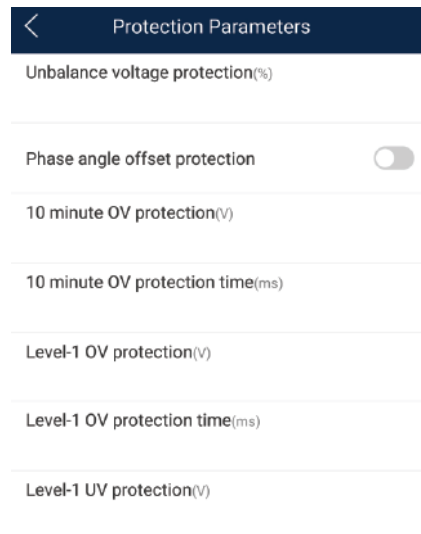 Protection Parameters
Unbalance voltage protection(%)
Phase angle offset protection
10 minute OV protection(V)
10 minute OV protection time(ms)
Level-1 OV protection(V)
Level-1 OV protection time(ms)
Level-1 UV protection(V)